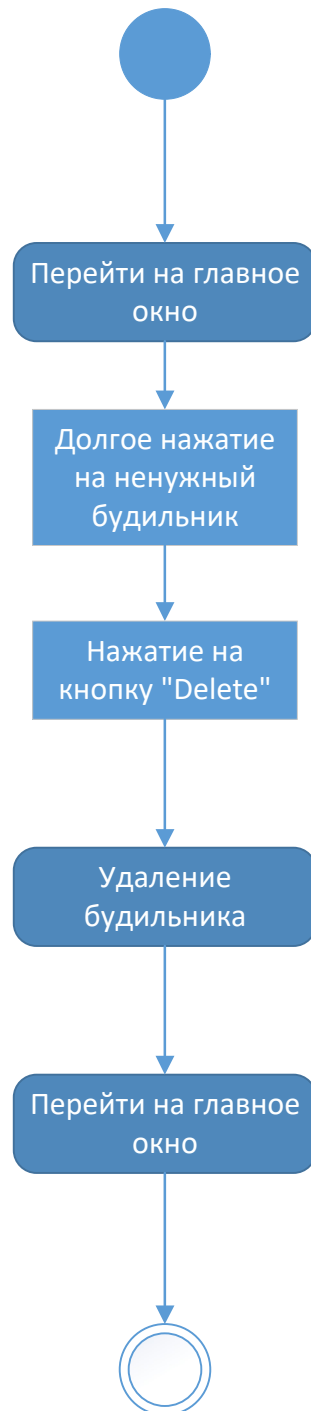 Перейти на главное
окно
Долгое нажатие
на ненужный
будильник
Нажатие на
кнопку "Delete"
Удаление
будильника
Перейти на главное
окно